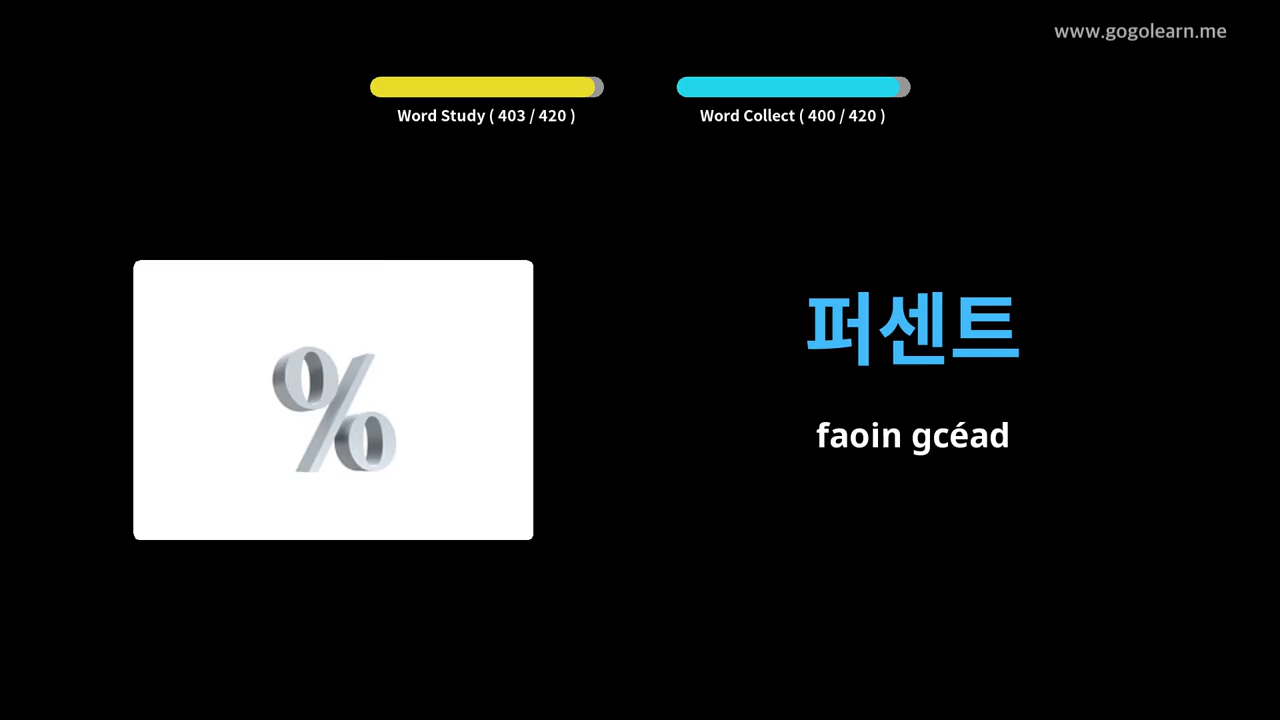 www.gogolearn.me
Word Study ( 403 / 420 )
Word Collect ( 400 / 420 )
%
퍼센트
faoin gcéad